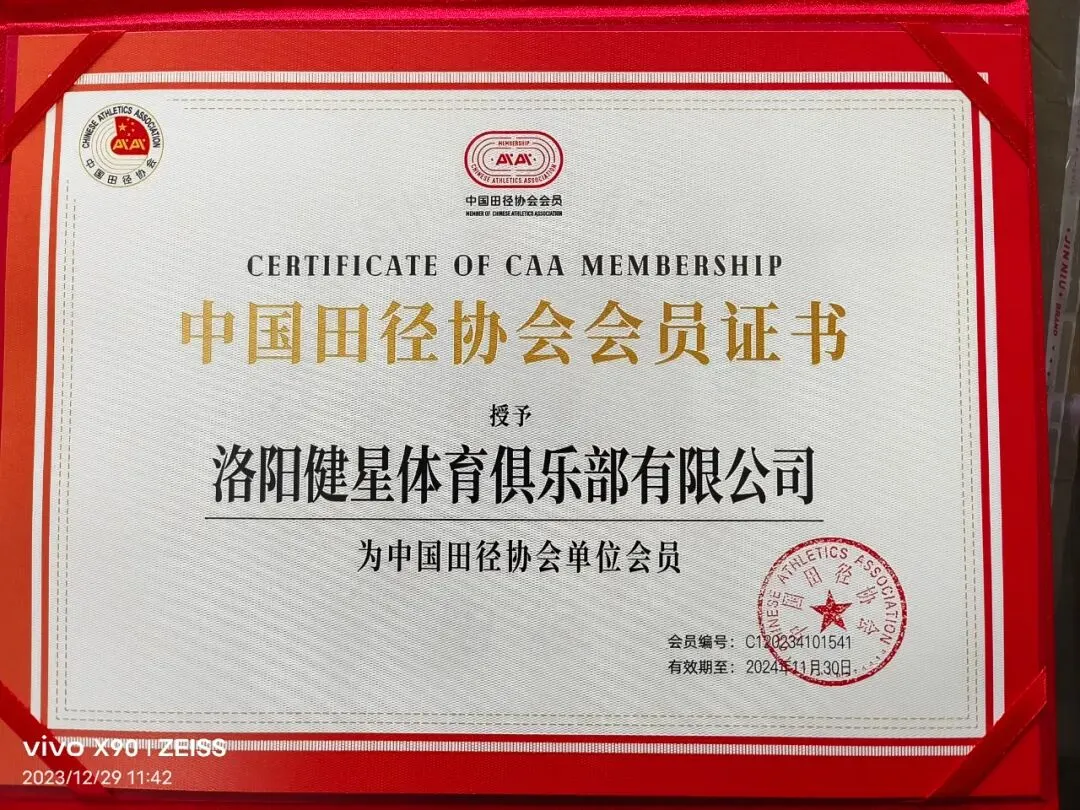 CHINESE ATHLETICS ASSOCIATION
中国田径协会
MEMBERSHIP
CHINESE ATHLETICS ASSOCIATION
中国田径协会会员
MEMBER OF CHINESE ATHLETICS ASSOCIATION
CERTIFICATE OF CAA MEMBERSHIP
中国田径协会会员证书
授予
洛阳健星体育俱乐部有限公司
为中国田径协会单位会员
CHINESE ATHLETICS ASSOCIATION
中国田径协会
会员编号：C120234101541
有效期至：2024年11月30日
JINNIU BRAND
vivo X90 | ZEISS
2023/12/29 11:42